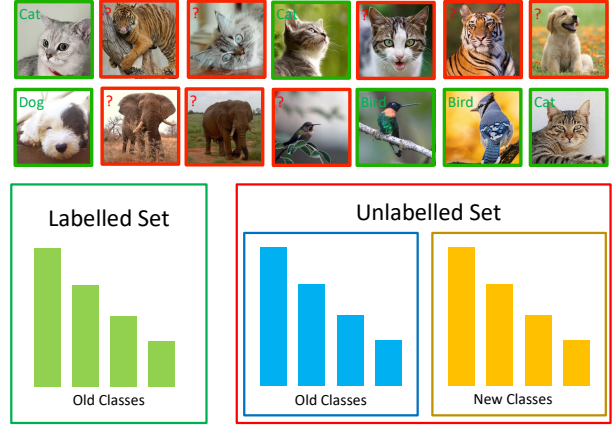 Cat ? ? Cat ? ? ?
Dog ? ? ? Bird Bird Cat
Labelled Set
Unlabelled Set
Old Classes
Old Classes
New Classes